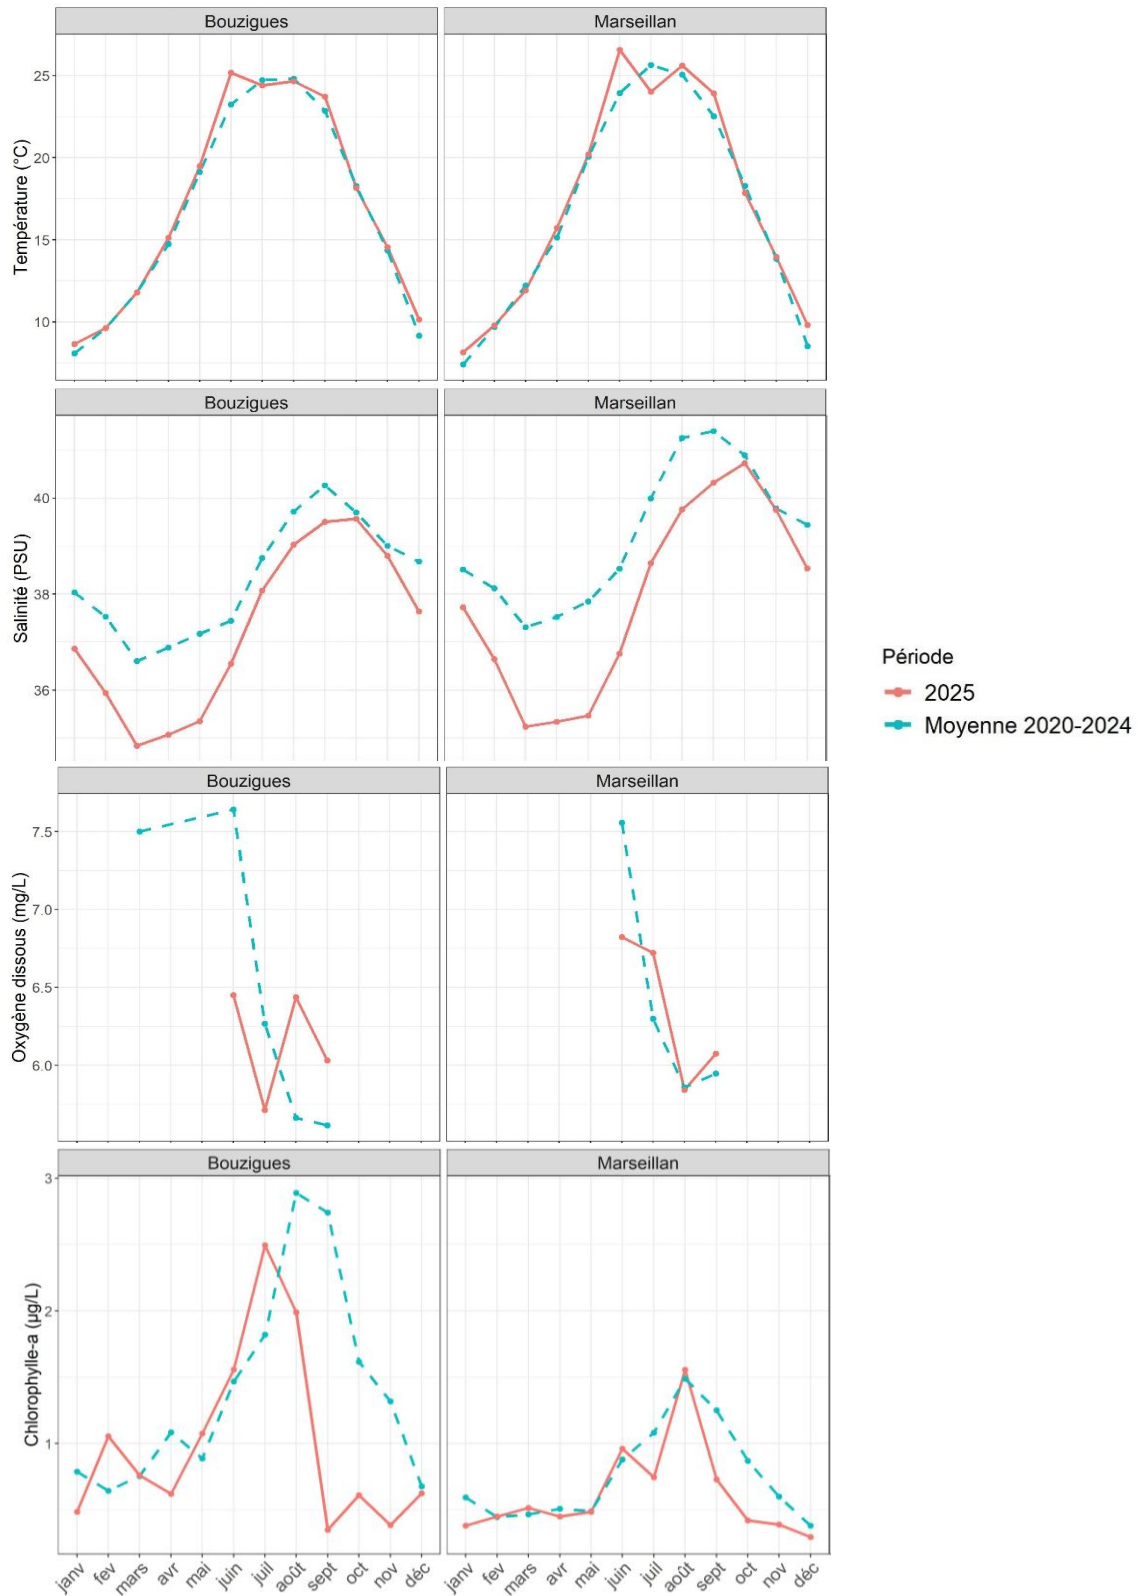 Bouzigues
Marseillan
Température (°C)
25
20
15
10
Bouzigues
Marseillan
Salinité (PSU)
40
38
36
Période
2025
Moyenne 2020-2024
Bouzigues
Marseillan
Oxygène dissous (mg/L)
7.5
7.0
6.5
6.0
Bouzigues
Marseillan
Chlorophylle-a (µg/L)
3
2
1
janv fev mars avr mai juin juil août sept oct nov déc
janv fev mars avr mai juin juil août sept oct nov déc